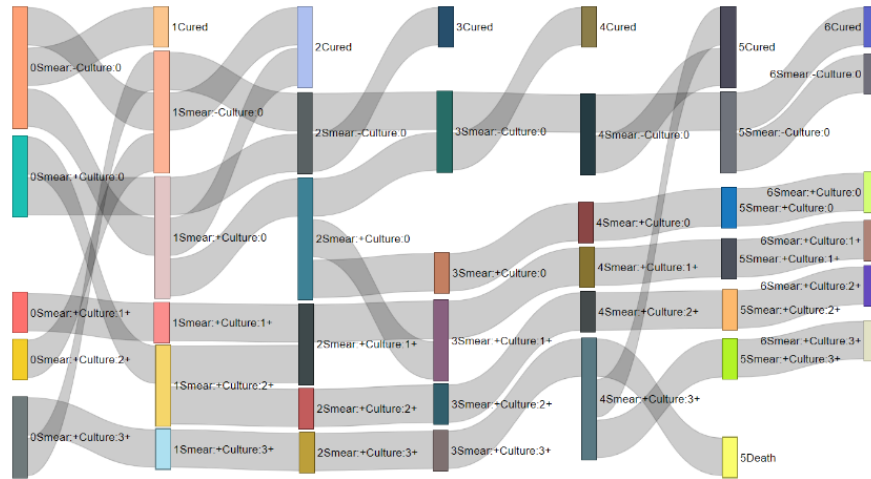 0Smear:-Culture:0
0Smear:+Culture:0
0Smear:+Culture:1+
0Smear:+Culture:2+
0Smear:+Culture:3+
1Cured
1Smear:-Culture:0
1Smear:+Culture:0
1Smear:+Culture:1+
1Smear:+Culture:2+
1Smear:+Culture:3+
2Cured
2Smear:-Culture:0
2Smear:+Culture:0
2Smear:+Culture:1+
2Smear:+Culture:2+
2Smear:+Culture:3+
3Cured
3Smear:-Culture:0
3Smear:+Culture:0
3Smear:+Culture:1+
3Smear:+Culture:2+
3Smear:+Culture:3+
4Cured
4Smear:-Culture:0
4Smear:+Culture:0
4Smear:+Culture:1+
4Smear:+Culture:2+
4Smear:+Culture:3+
5Cured
5Smear:-Culture:0
5Smear:+Culture:0
5Smear:+Culture:1+
5Smear:+Culture:2+
5Smear:+Culture:3+
5Death
6Cured
6Smear:-Culture:0
6Smear:+Culture:0
6Smear:+Culture:1+
6Smear:+Culture:2+
6Smear:+Culture:3+